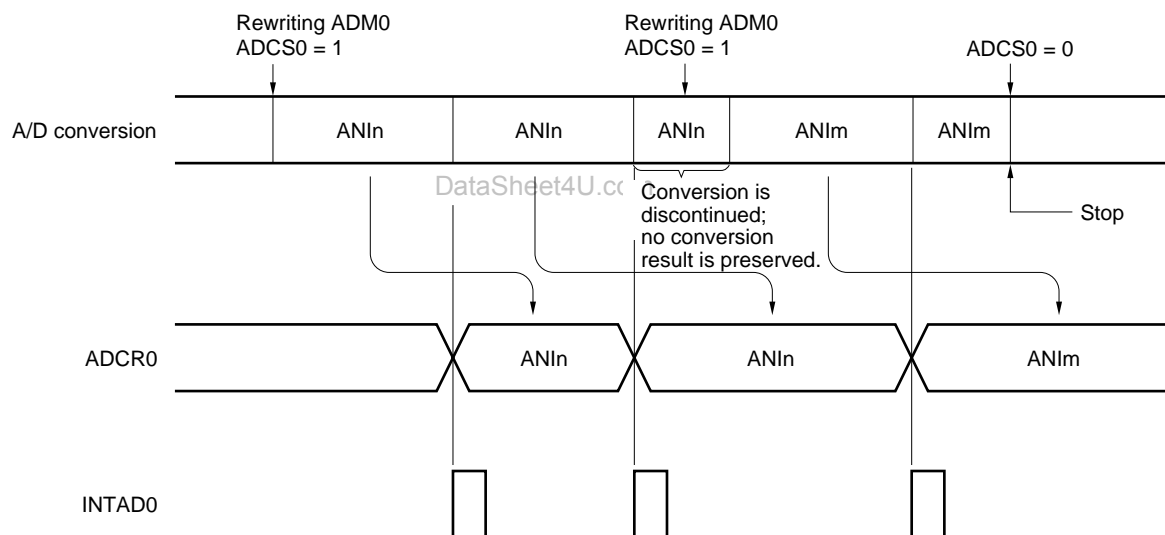 Rewriting ADM0
ADCS0 = 1
Rewriting ADM0
ADCS0 = 1
ADCS0 = 0
A/D conversion
ANIn
ANIn
ANIn
ANIm
ANIm
DataSheet4U.com
Conversion is
discontinued;
no conversion
result is preserved.
Stop
ADCR0
ANIn
ANIn
ANIm
INTAD0